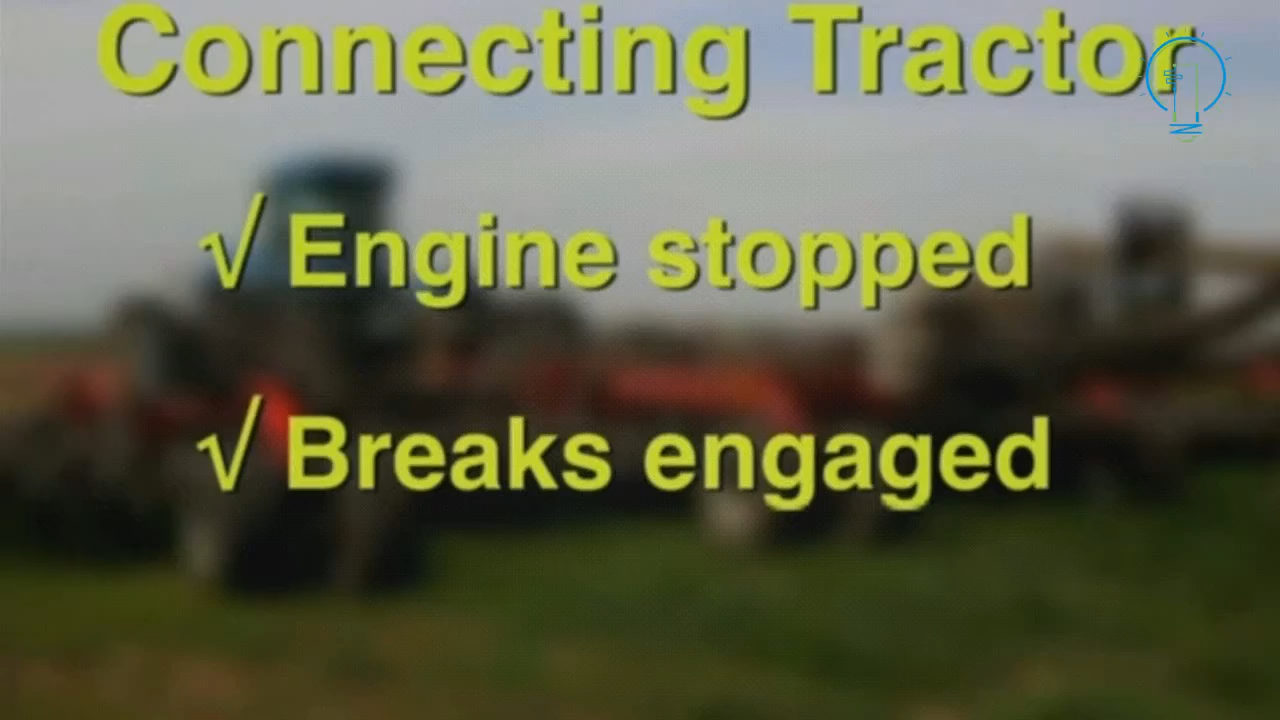 Connecting Tractor
√ Engine stopped
√ Breaks engaged